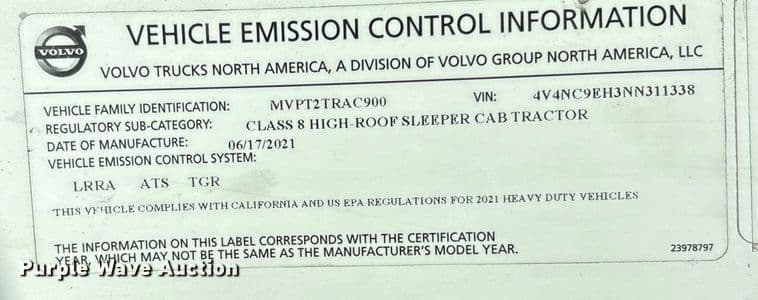 VOLVO
VEHICLE EMISSION CONTROL INFORMATION
VOLVO TRUCKS NORTH AMERICA, A DIVISION OF VOLVO GROUP NORTH AMERICA, LLC
VEHICLE FAMILY IDENTIFICATION: MVPT2TRAC900 VIN: 4V4NC9EH3NN311338
REGULATORY SUB-CATEGORY: CLASS 8 HIGH-ROOF SLEEPER CAB TRACTOR
DATE OF MANUFACTURE: 06/17/2021
VEHICLE EMISSION CONTROL SYSTEM:
LRRA ATS TGR
THIS VEHICLE COMPLIES WITH CALIFORNIA AND US EPA REGULATIONS FOR 2021 HEAVY DUTY VEHICLES
THE INFORMATION ON THIS LABEL CORRESPONDS WITH THE CERTIFICATION
YEAR, WHICH MAY NOT BE THE SAME AS THE MANUFACTURER'S MODEL YEAR. 23978797
Purple Wave Auction